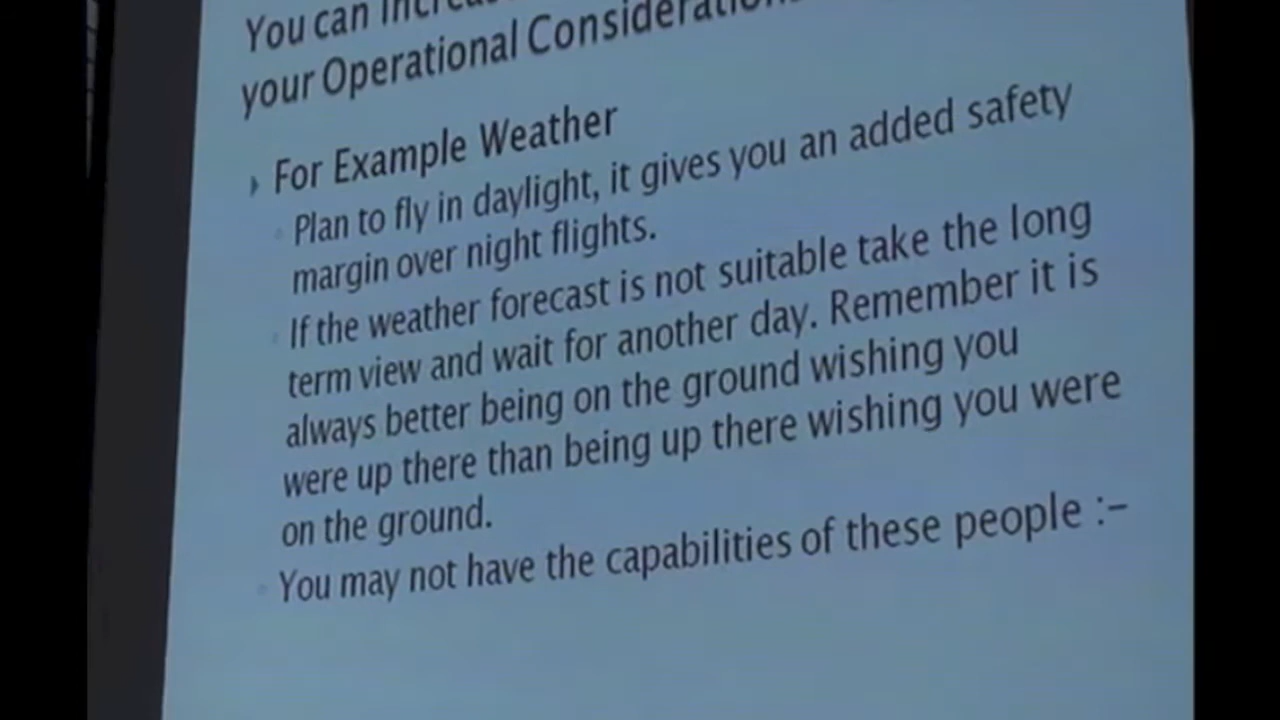 You can
your Operational
› For Example Weather
Plan to fly in daylight, it gives you an added safety
margin over night flights.
If the weather forecast is not suitable take the long
term view and wait for another day. Remember it is
always better being on the ground wishing you
were up there than being up there wishing you were
on the ground.
You may not have the capabilities of these people :–